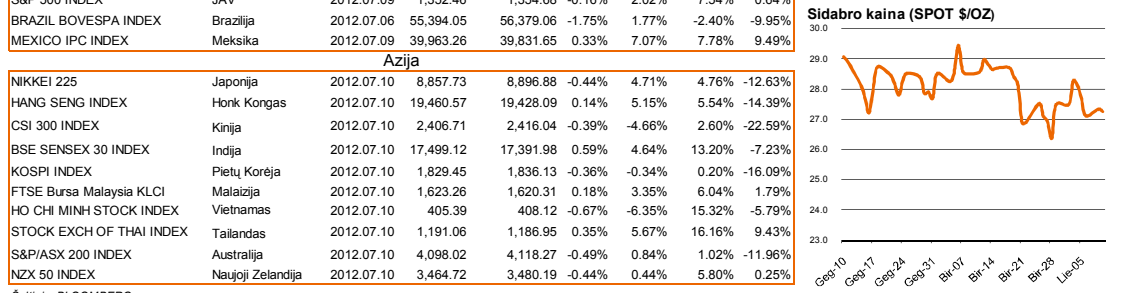 BRAZIL BOVESPA INDEX Brazilija 2012.07.06 55,394.05 56,379.06 -1.75% 1.77% -2.40% -9.95%
MEXICO IPC INDEX Meksika 2012.07.09 39,963.26 39,831.65 0.33% 7.07% 7.78% 9.49%
Azija
NIKKEI 225 Japonija 2012.07.10 8,857.73 8,896.88 -0.44% 4.71% 4.76% -12.63%
HANG SENG INDEX Honk Kongas 2012.07.10 19,460.57 19,428.09 0.14% 5.15% 5.54% -14.39%
CSI 300 INDEX Kinija 2012.07.10 2,406.71 2,416.04 -0.39% -4.66% 2.60% -22.59%
BSE SENSEX 30 INDEX Indija 2012.07.10 17,499.12 17,391.98 0.59% 4.64% 13.20% -7.23%
KOSPI INDEX Pietų Korėja 2012.07.10 1,829.45 1,836.13 -0.36% -0.34% 0.20% -16.09%
FTSE Bursa Malaysia KLCI Malaizija 2012.07.10 1,623.26 1,620.31 0.18% 3.35% 6.04% 1.79%
HO CHI MINH STOCK INDEX Vietnamas 2012.07.10 405.39 408.12 -0.67% -6.35% 15.32% -5.79%
STOCK EXCH OF THAI INDEX Tailandas 2012.07.10 1,191.06 1,186.95 0.35% 5.67% 16.16% 9.43%
S&P/ASX 200 INDEX Australija 2012.07.10 4,098.02 4,118.27 -0.49% 0.84% 1.02% -11.96%
NZX 50 INDEX Naujoji Zelandija 2012.07.10 3,464.72 3,480.19 -0.44% 0.44% 5.80% 0.25%
Sidabro kaina (SPOT $/OZ)
30.0
29.0
28.0
27.0
26.0
25.0
24.0
23.0
Geg-10 Geg-17 Geg-24 Geg-31 Bir-07 Bir-14 Bir-21 Bir-28 Lie-05